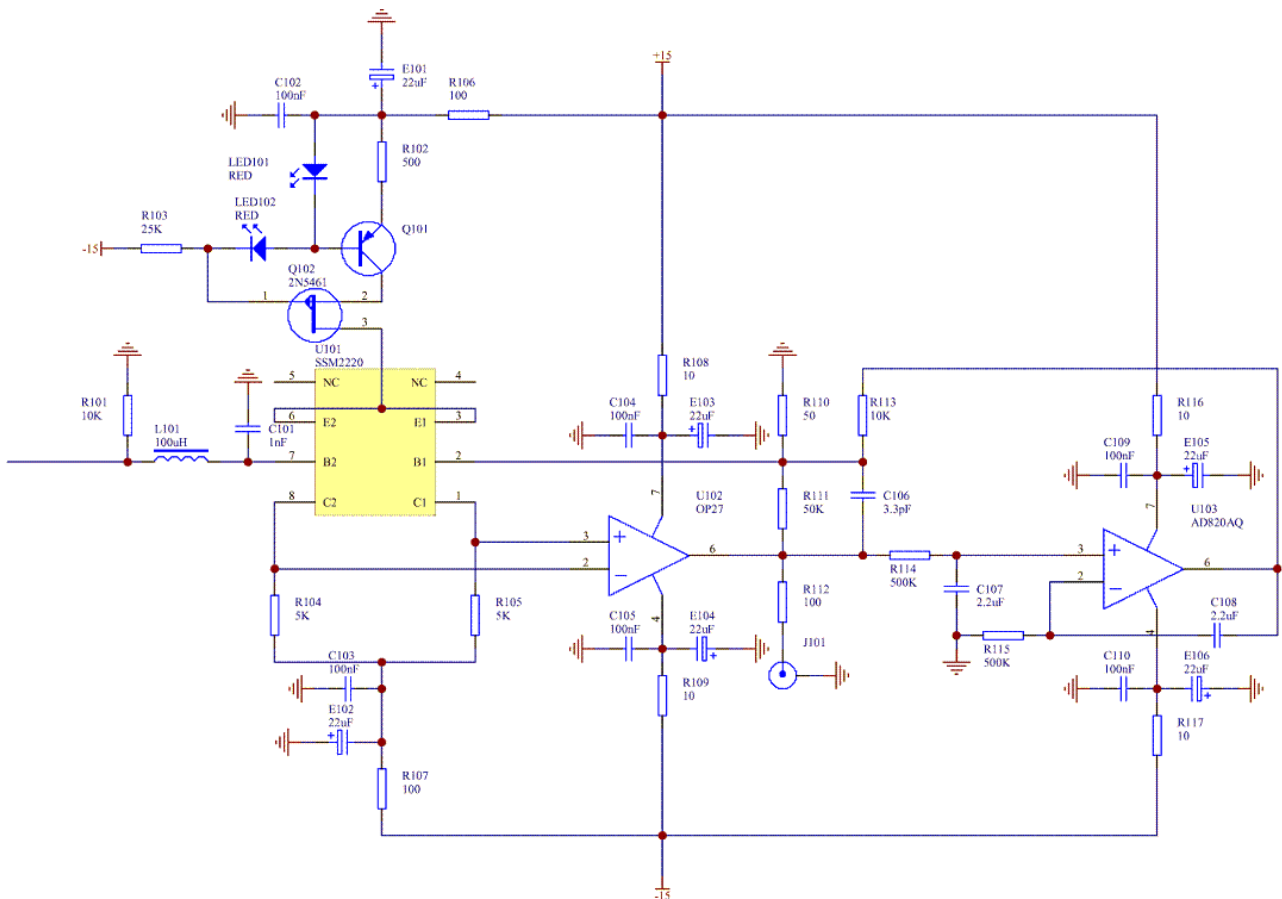 E101
22uF
+15
C102
100nF
R106
100
R102
500
LED101
RED
LED102
RED
R103
25K
Q101
-15
Q102
2N5461
1
2
3
U101
SSM2220
5
NC
NC
4
R101
10K
C101
1nF
6
E2
E1
3
L101
100uH
7
B2
B1
2
8
C2
C1
1
R108
10
C104
100nF
E103
22uF
R110
50
R113
10K
R116
10
C109
100nF
E105
22uF
7
U102
OP27
R111
50K
C106
3.3pF
7
U103
AD820AQ
3
+
2
−
6
4
R114
500K
3
+
2
−
6
4
R104
5K
R105
5K
C105
100nF
E104
22uF
R112
100
C107
2.2uF
C108
2.2uF
R115
500K
J101
C103
100nF
R109
10
C110
100nF
E106
22uF
E102
22uF
R117
10
R107
100
-15